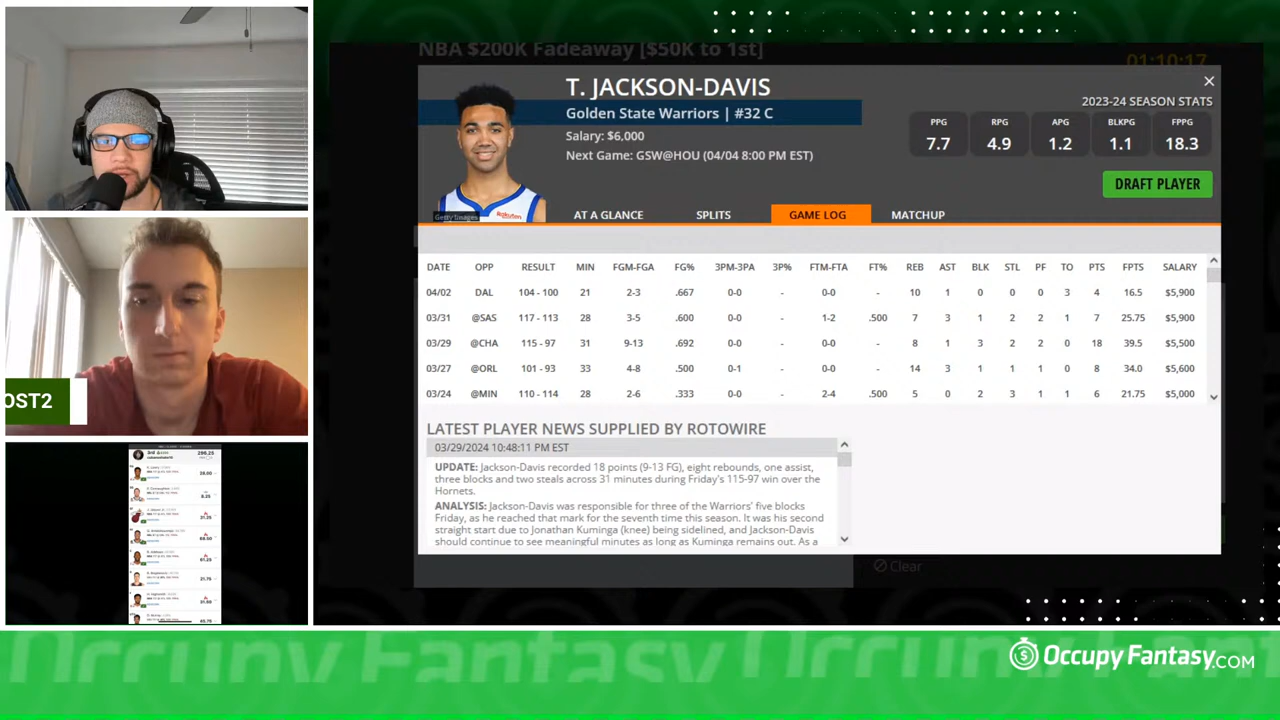 NBA $200K Fadeaway [$50K to 1st]
01:10:17
T. JACKSON-DAVIS
Golden State Warriors | #32 C
Salary: $6,000
Next Game: GSW@HOU (04/04 8:00 PM EST)
2023-24 SEASON STATS
PPG RPG APG BLKPG FPPG
7.7 4.9 1.2 1.1 18.3
DRAFT PLAYER
Getty Images
AT A GLANCE SPLITS GAME LOG MATCHUP
DATE OPP RESULT MIN FGM-FGA FG% 3PM-3PA 3P% FTM-FTA FT% REB AST BLK STL PF TO PTS FPTS SALARY
04/02 DAL 104 - 100 21 2-3 .667 0-0 - 0-0 - 10 1 0 0 0 3 4 16.5 $5,900
03/31 @SAS 117 - 113 28 3-5 .600 0-0 - 1-2 .500 7 3 1 2 2 1 7 25.75 $5,900
03/29 @CHA 115 - 97 31 9-13 .692 0-0 - 0-0 - 8 1 3 2 2 0 18 39.5 $5,500
03/27 @ORL 101 - 93 33 4-8 .500 0-1 - 0-0 - 14 3 1 1 1 0 8 34.0 $5,600
03/24 @MIN 110 - 114 28 2-6 .333 0-0 - 2-4 .500 5 0 2 3 1 1 6 21.75 $5,000
LATEST PLAYER NEWS SUPPLIED BY ROTOWIRE
03/29/2024 10:48:11 PM EST
UPDATE: Jackson-Davis recorded 18 points (9-13 FG), eight rebounds, one assist,
three blocks and two steals across 31 minutes during Friday's 115-97 win over the
Hornets.
ANALYSIS: Jackson-Davis was responsible for three of the Warriors' five blocks
Friday, as he reached that mark for the seventh time this season. It was his second
straight start due to Jonathan Kuminga (knee) being sidelined, and Jackson-Davis
should continue to see meaningful minutes as long as Kuminga remains out. As a
Clear
OST2
Occupy Fantasy.COM